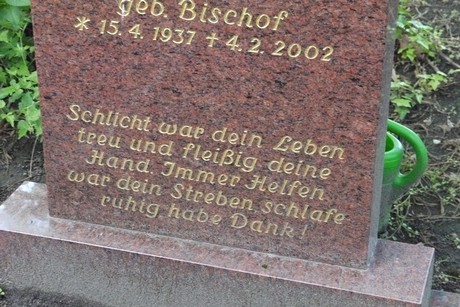 geb. Bischof
* 15.4.1937 + 4.2.2002
Schlicht war dein Leben
treu und fleißig deine
Hand. Immer Helfen
war dein Streben schlafe
ruhig habe Dank!